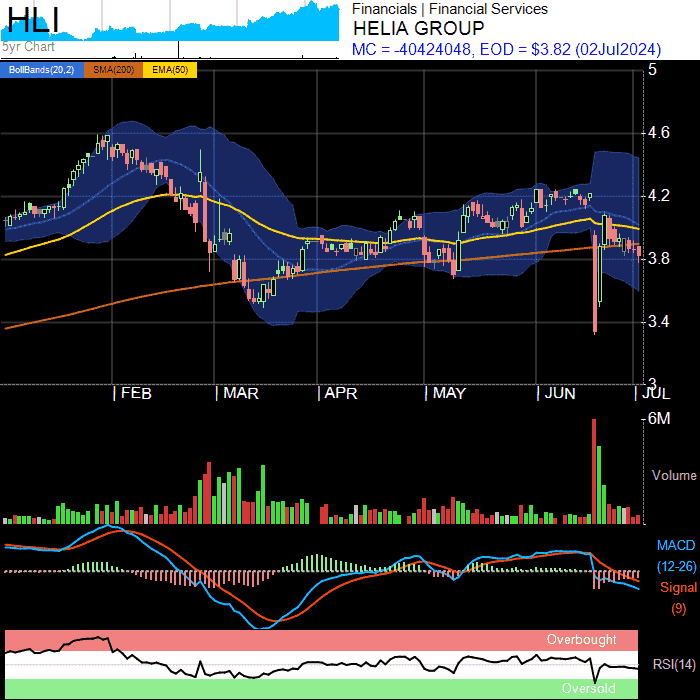 HLI
5yr Chart
Financials | Financial Services
HELIA GROUP
MC = -40424048, EOD = $3.82 (02Jul2024)
BollBands(20,2) SMA(200) EMA(50)
5
4.6
4.2
3.8
3.4
3
FEB MAR APR MAY JUN JUL
6M
Volume
MACD
(12-26)
Signal
(9)
Overbought
RSI(14)
Oversold